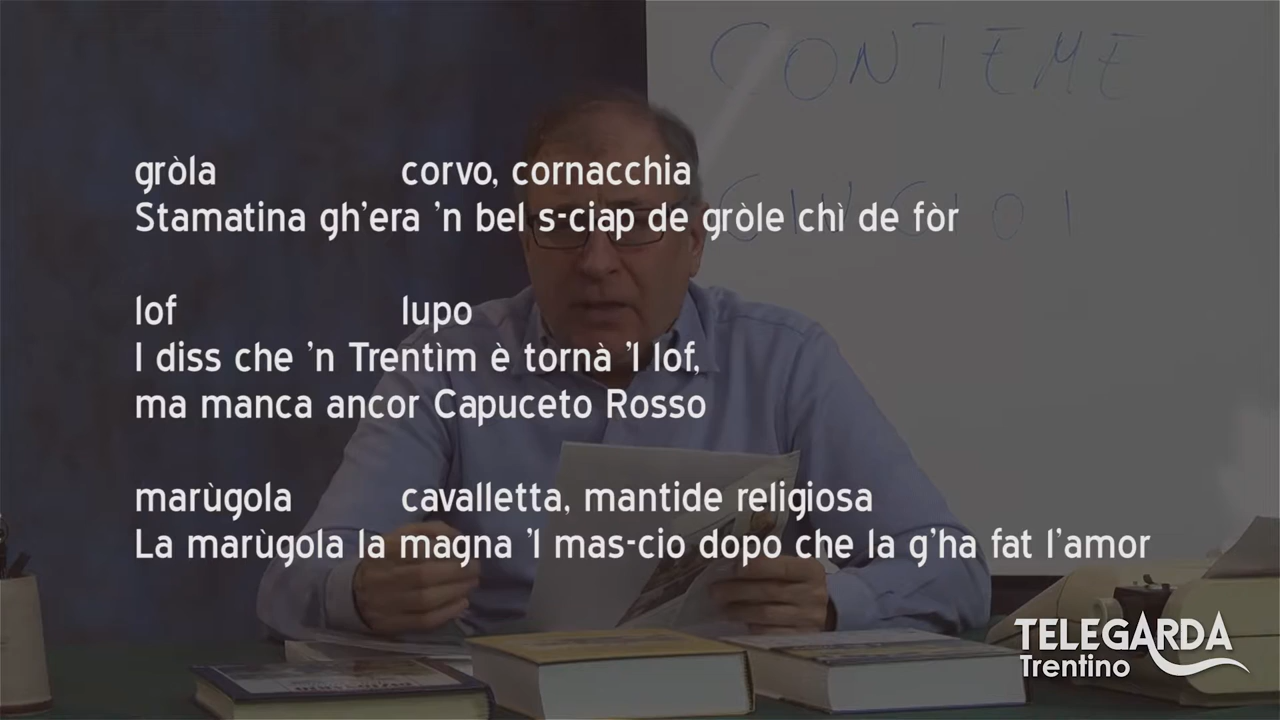 CONTEME
gròla corvo, cornacchia
Stamatina gh'era 'n bel s-ciap de gròle chì de fòr
lof lupo
I diss che 'n Trentìm è tornà 'l lof,
ma manca ancor Capuceto Rosso
marùgola cavalletta, mantide religiosa
La marùgola la magna 'l mas-cio dopo che la g'ha fat l'amor
TELEGARDA
Trentino